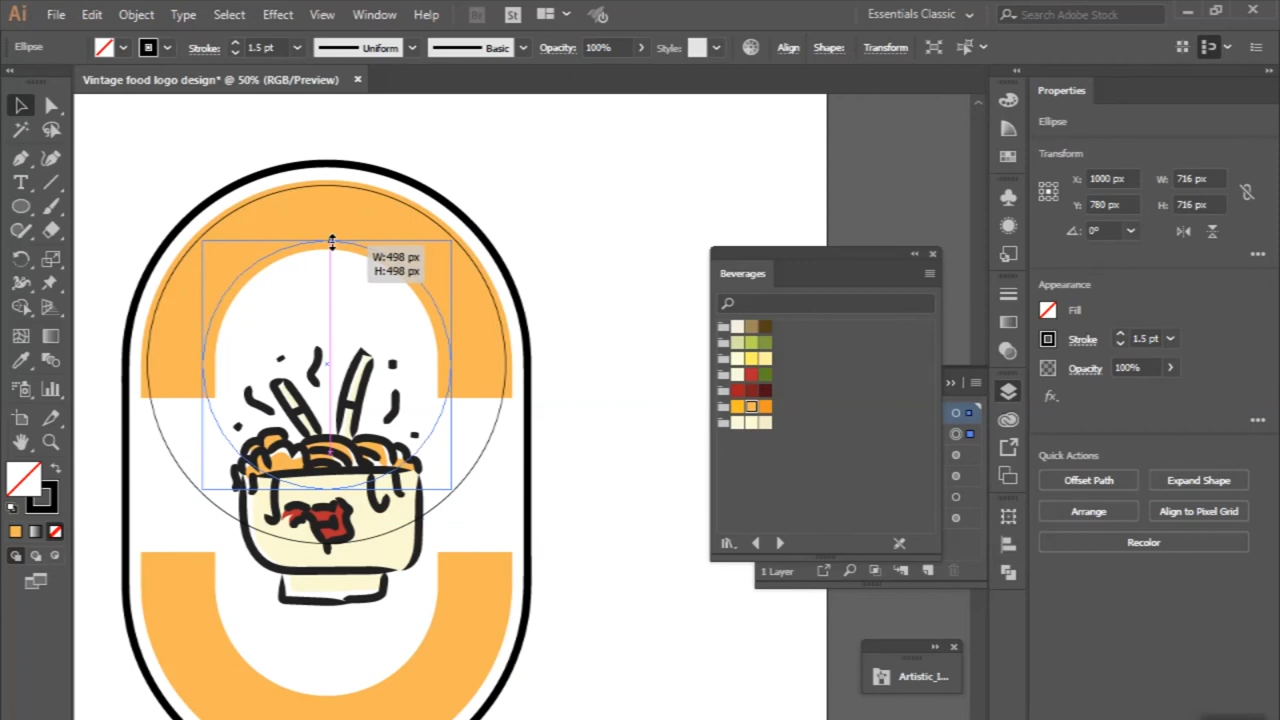 Ai File Edit Object Type Select Effect View Window Help Br St Essentials Classic Search Adobe Stock
Ellipse Stroke: 1.5 pt Uniform Basic Opacity: 100% Style: Align Shape: Transform
Vintage food logo design* @ 50% (RGB/Preview)
Properties
Ellipse
Transform
X: 1000 px W: 716 px
Y: 780 px H: 716 px
0°
W:498 px
H:498 px
Beverages
Appearance
Fill
Stroke 1.5 pt
Opacity 100%
fx.
Quick Actions
Offset Path Expand Shape
Arrange Align to Pixel Grid
Recolor
1 Layer
Artistic_I...